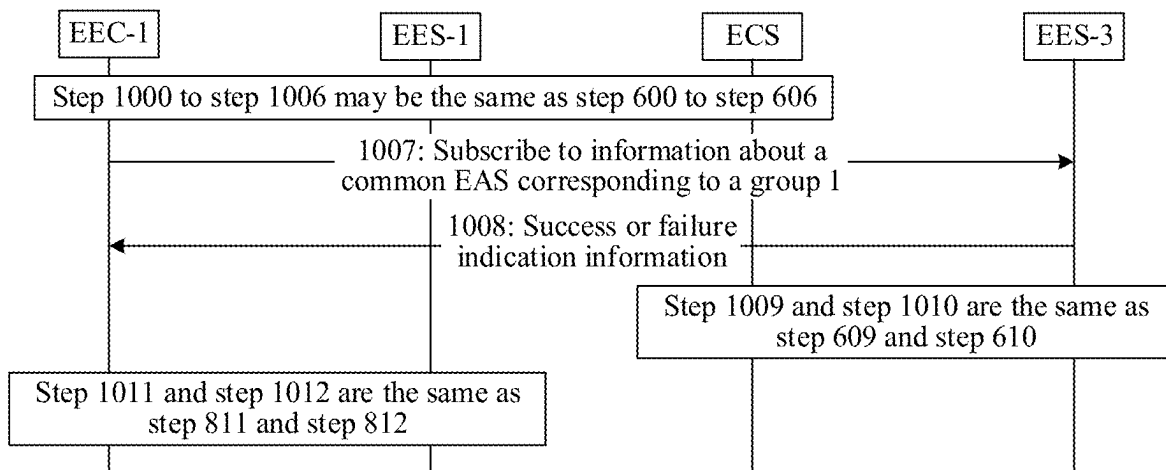 EEC-1 EES-1 ECS EES-3
Step 1000 to step 1006 may be the same as step 600 to step 606
1007: Subscribe to information about a
common EAS corresponding to a group 1
1008: Success or failure
indication information
Step 1009 and step 1010 are the same as
step 609 and step 610
Step 1011 and step 1012 are the same as
step 811 and step 812